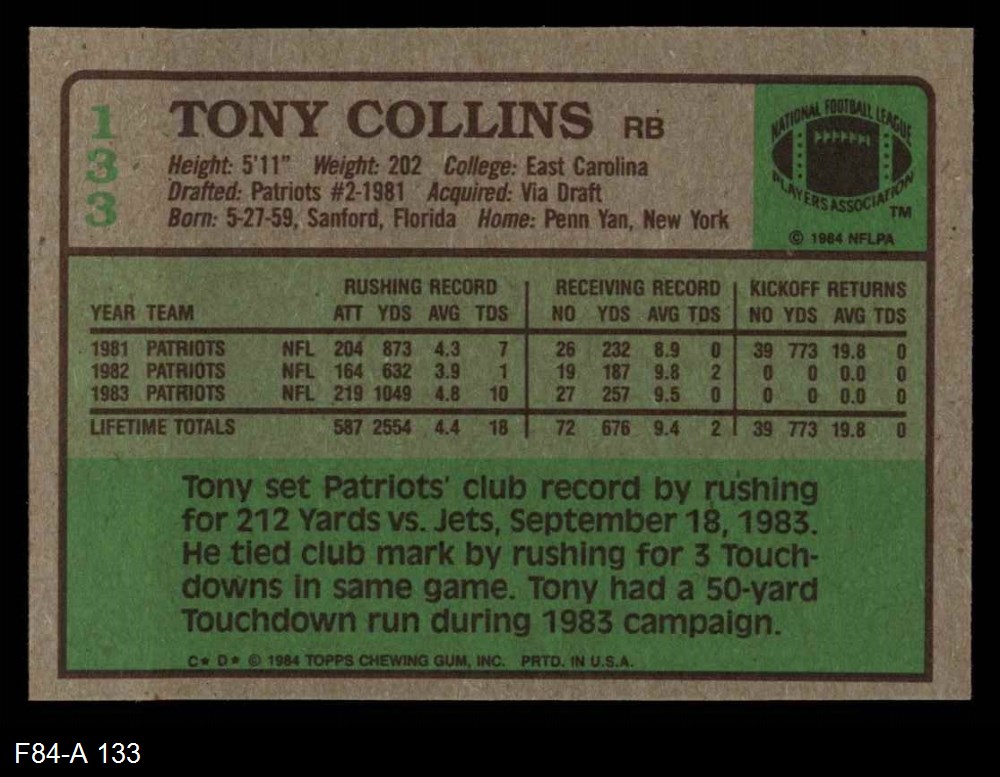 1
3
3
TONY COLLINS RB
Height: 5'11" Weight: 202 College: East Carolina
Drafted: Patriots #2-1981 Acquired: Via Draft
Born: 5-27-59, Sanford, Florida Home: Penn Yan, New York
NATIONAL FOOTBALL LEAGUE
PLAYERS ASSOCIATION
TM
© 1984 NFLPA
RUSHING RECORD RECEIVING RECORD KICKOFF RETURNS
YEAR TEAM ATT YDS AVG TDS NO YDS AVG TDS NO YDS AVG TDS
1981 PATRIOTS NFL 204 873 4.3 7 26 232 8.9 0 39 773 19.8 0
1982 PATRIOTS NFL 164 632 3.9 1 19 187 9.8 2 0 0 0.0 0
1983 PATRIOTS NFL 219 1049 4.8 10 27 257 9.5 0 0 0 0.0 0
LIFETIME TOTALS 587 2554 4.4 18 72 676 9.4 2 39 773 19.8 0
Tony set Patriots' club record by rushing
for 212 Yards vs. Jets, September 18, 1983.
He tied club mark by rushing for 3 Touch-
downs in same game. Tony had a 50-yard
Touchdown run during 1983 campaign.
C* D* © 1984 TOPPS CHEWING GUM, INC. PRTD. IN U.S.A.
F84-A 133